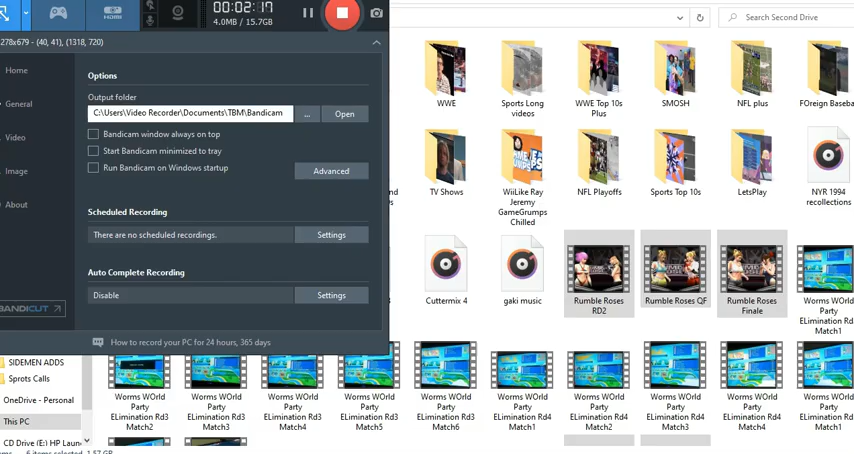 HDMI
00:02:17
4.0MB / 15.7GB
278x679 - (40, 41), (1318, 720)
Home
General
Video
Image
About
BANDICUT
Options
Output folder
C:\Users\Video Recorder\Documents\TBM\Bandicam
...
Open
Bandicam window always on top
Start Bandicam minimized to tray
Run Bandicam on Windows startup
Advanced
Scheduled Recording
There are no scheduled recordings.
Settings
Auto Complete Recording
Disable
Settings
How to record your PC for 24 hours, 365 days
Search Second Drive
WWE
Sports Long
videos
WWE Top 10s
Plus
SMOSH
NFL plus
FOreign Baseba
nd
s
TV Shows
WiiLike Ray
Jeremy
GameGrumps
Chilled
NFL Playoffs
Sports Top 10s
LetsPlay
NYR 1994
recollections
3
Cuttermix 4
gaki music
Rumble Roses
RD2
Rumble Roses QF
Rumble Roses
Finale
Worms WOrld
Party
ELimination Rd3
Match1
SIDEMEN ADDS
Sprots Calls
OneDrive - Personal
This PC
CD Drive (E:) HP Laun
Worms WOrld
Party
ELimination Rd3
Match2
Worms WOrld
Party
ELimination Rd3
Match3
Worms WOrld
Party
ELimination Rd3
Match4
Worms WOrld
Party
ELimination Rd3
Match5
Worms WOrld
Party
ELimination Rd3
Match6
Worms WOrld
Party
ELimination Rd4
Match1
Worms WOrld
Party
ELimination Rd4
Match2
Worms WOrld
Party
ELimination Rd4
Match3
Worms WOrld
Party
ELimination Rd4
Match4
Worms WOrld
Party
ELimination Rd4
Match1
ms
6 items selected 1.57 GB